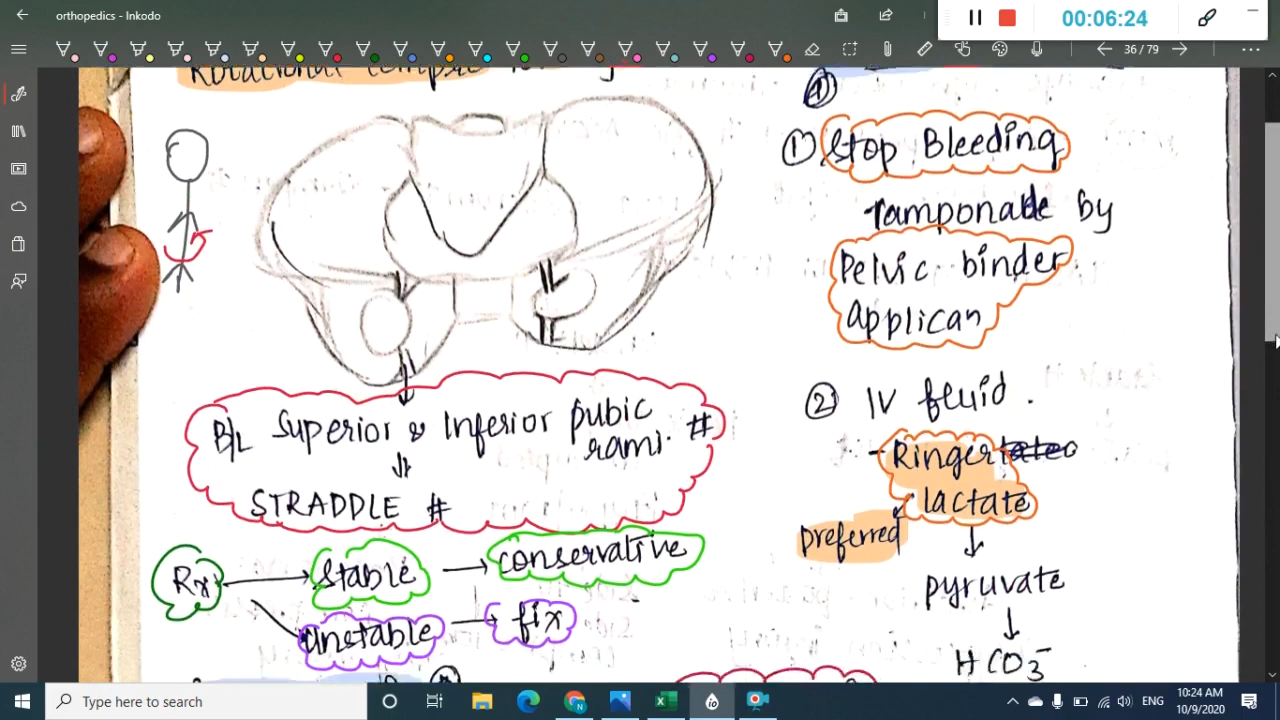 orthopedics - Inkodo
00:06:24
36 / 79
Rotational
①
① Stop Bleeding
Tamponade by
Pelvic binder
applican
② IV fluid.
- Ringer
lactate
preferred
pyruvate
HCO3-
B/L Superior & Inferior pubic
rami. #
STRADDLE #
Rx
stable
conservative
unstable
fix
Type here to search
ENG
10:24 AM
10/9/2020